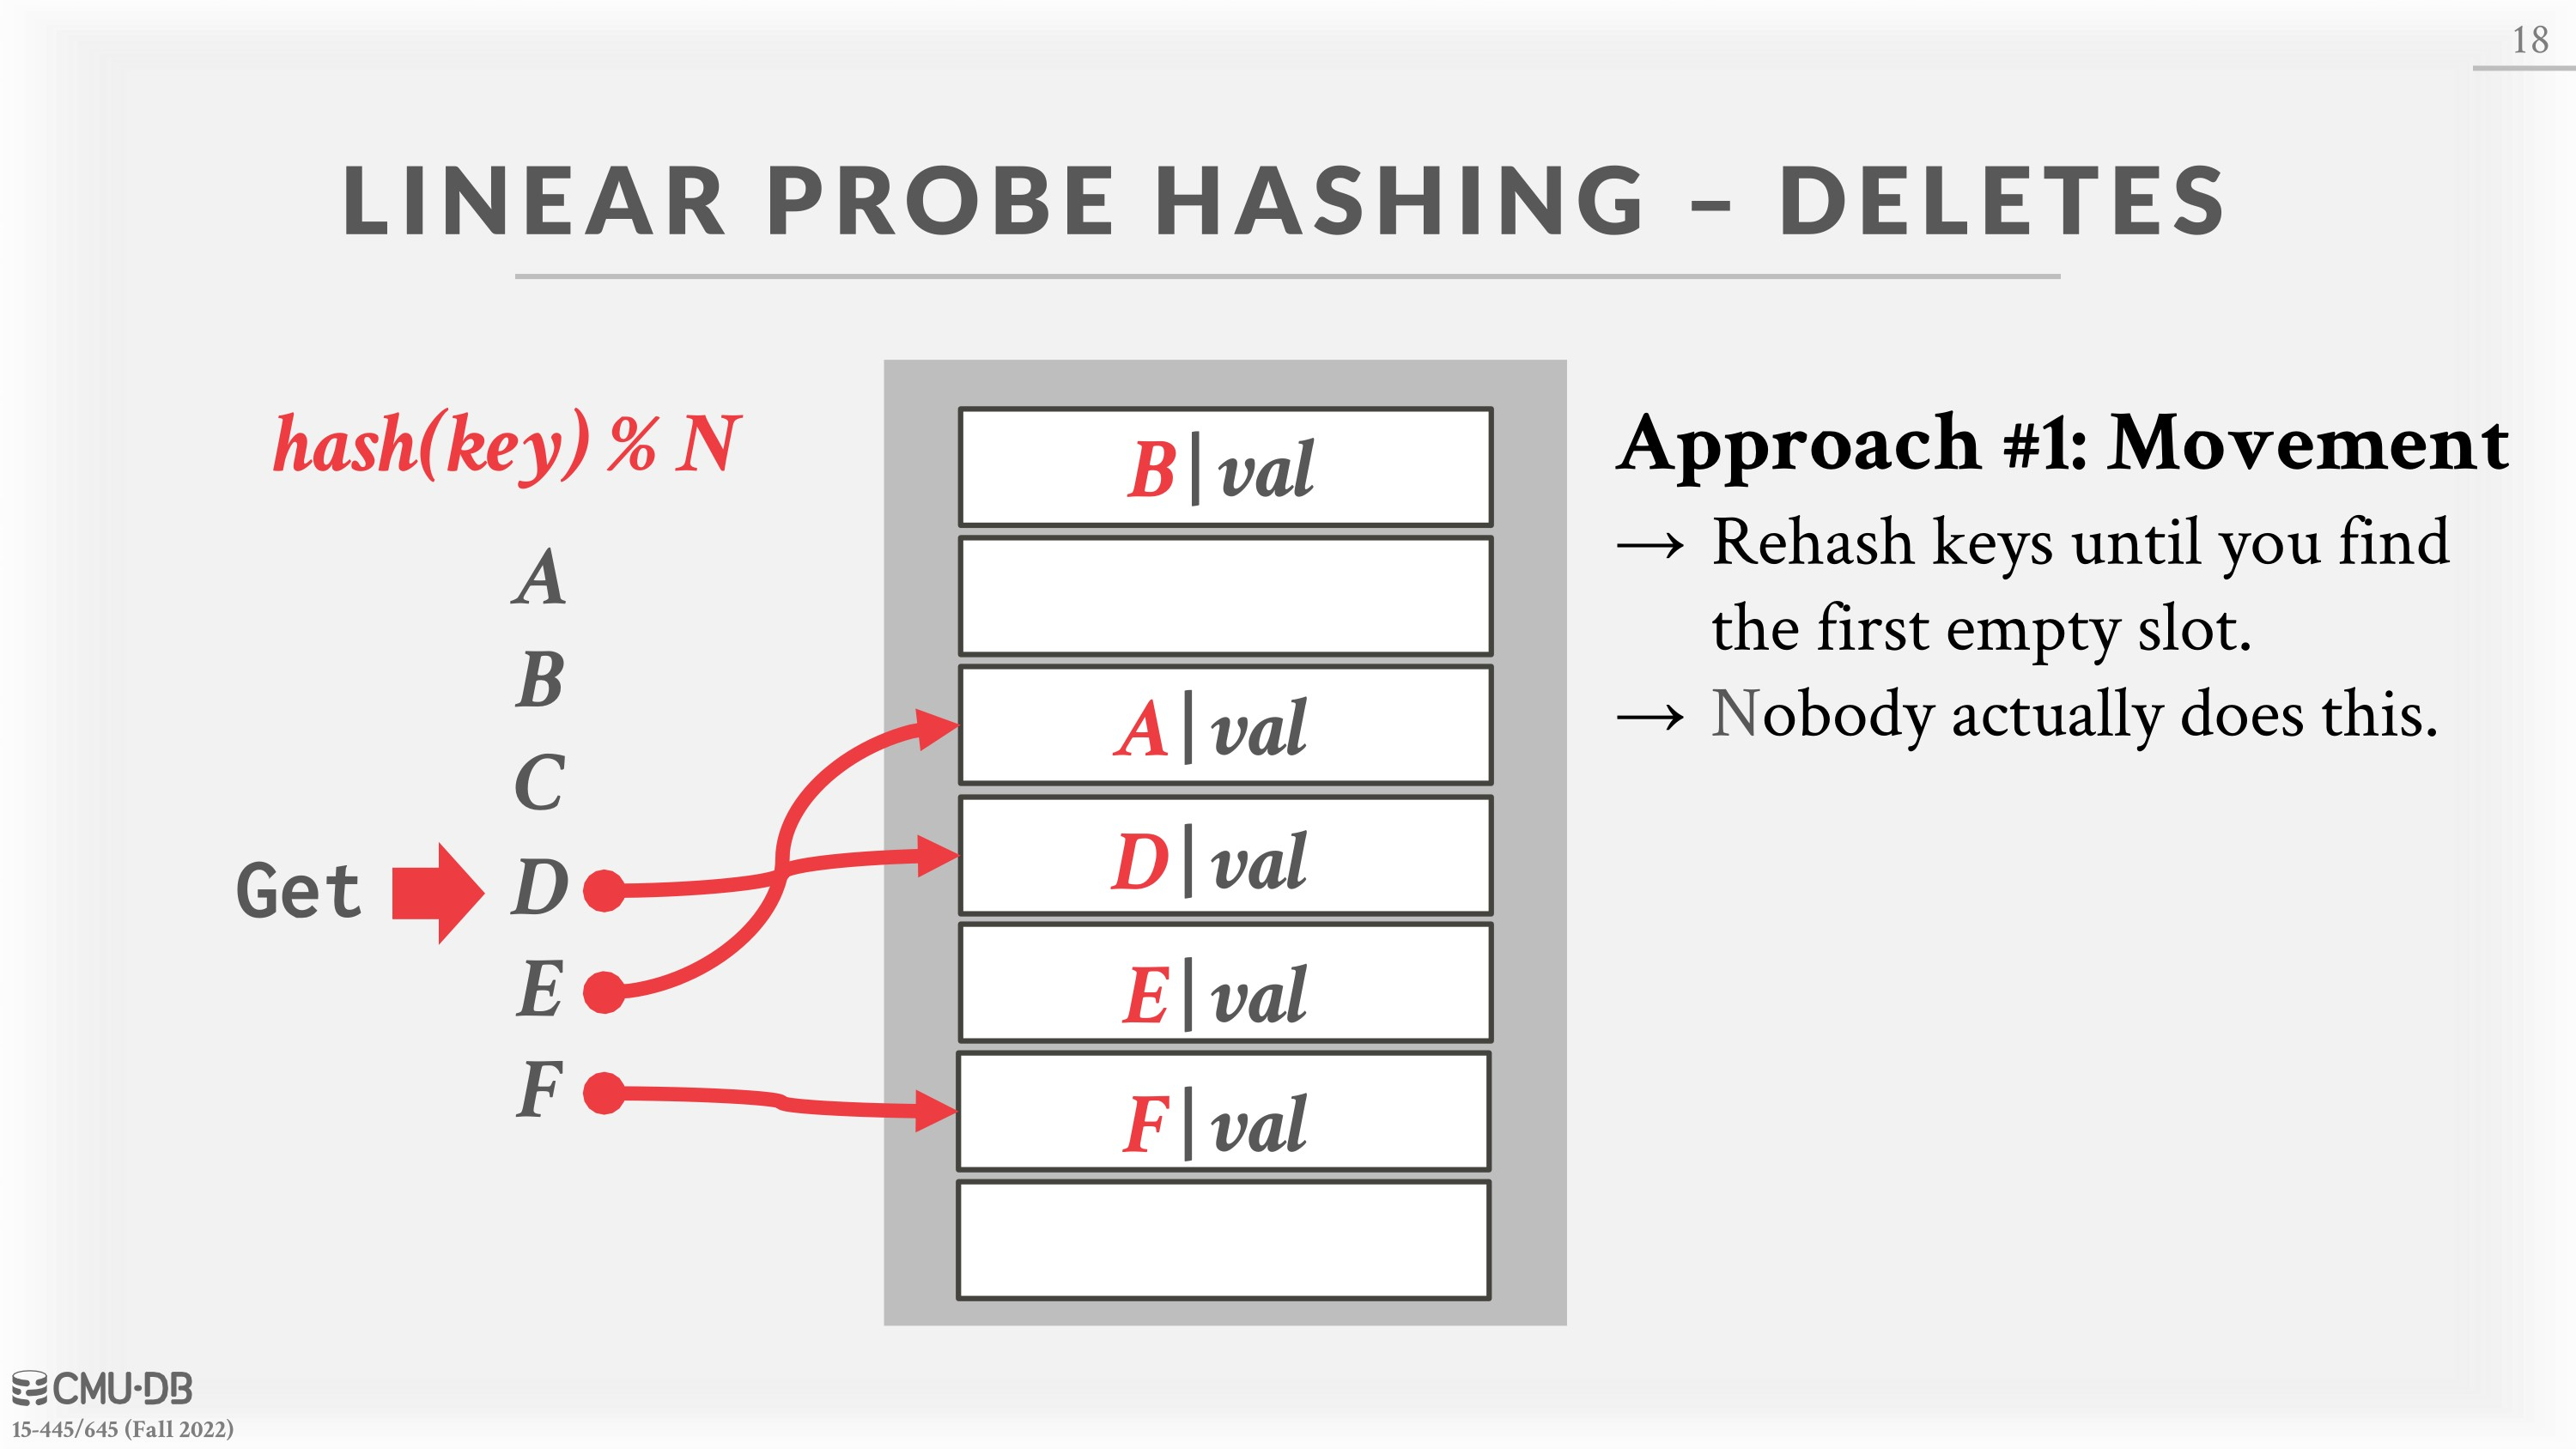 18
LINEAR PROBE HASHING – DELETES
hash(key) % N
A
B
C
Get
D
E
F
B|val
A|val
D|val
E|val
F|val
Approach #1: Movement
→ Rehash keys until you find
the first empty slot.
→ Nobody actually does this.
CMU·DB
15-445/645 (Fall 2022)